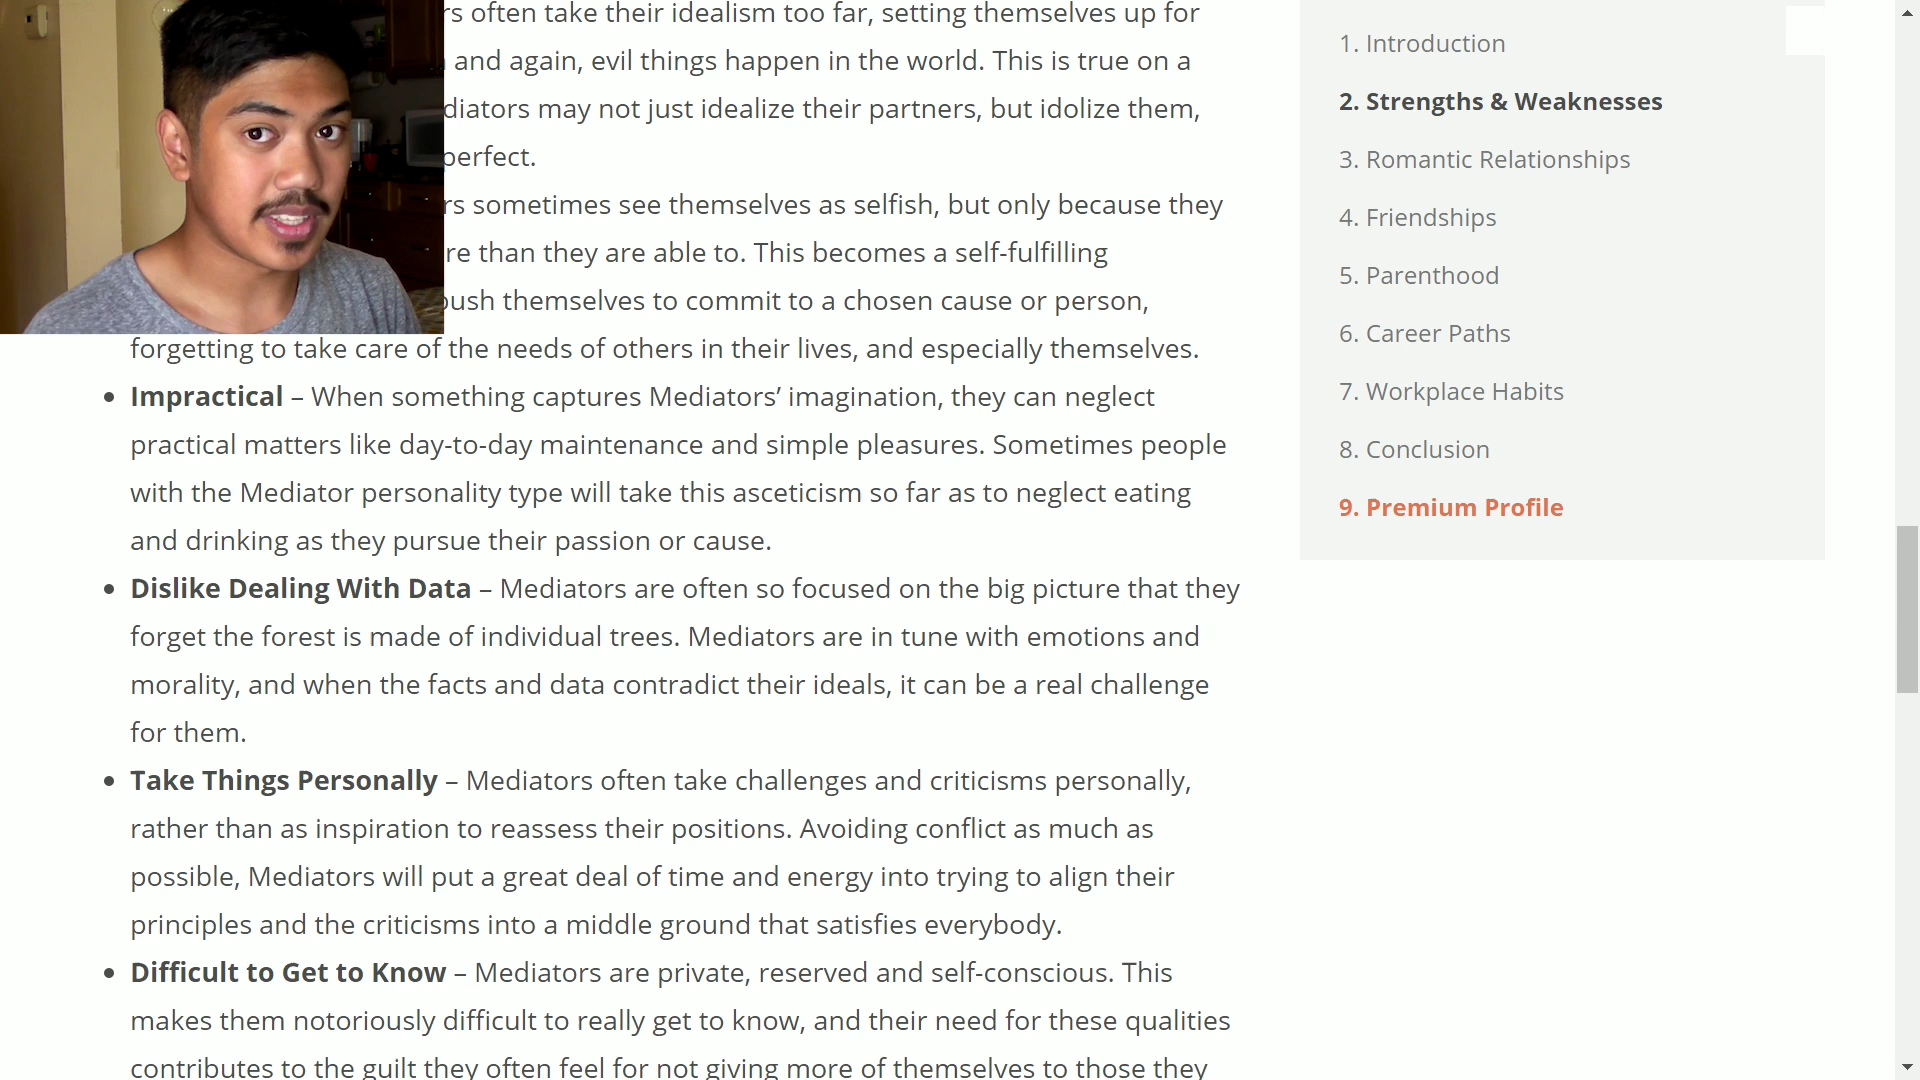 rs often take their idealism too far, setting themselves up for
and again, evil things happen in the world. This is true on a
diators may not just idealize their partners, but idolize them,
perfect.
rs sometimes see themselves as selfish, but only because they
re than they are able to. This becomes a self-fulfilling
push themselves to commit to a chosen cause or person,
forgetting to take care of the needs of others in their lives, and especially themselves.
• Impractical – When something captures Mediators’ imagination, they can neglect
practical matters like day-to-day maintenance and simple pleasures. Sometimes people
with the Mediator personality type will take this asceticism so far as to neglect eating
and drinking as they pursue their passion or cause.
• Dislike Dealing With Data – Mediators are often so focused on the big picture that they
forget the forest is made of individual trees. Mediators are in tune with emotions and
morality, and when the facts and data contradict their ideals, it can be a real challenge
for them.
• Take Things Personally – Mediators often take challenges and criticisms personally,
rather than as inspiration to reassess their positions. Avoiding conflict as much as
possible, Mediators will put a great deal of time and energy into trying to align their
principles and the criticisms into a middle ground that satisfies everybody.
• Difficult to Get to Know – Mediators are private, reserved and self-conscious. This
makes them notoriously difficult to really get to know, and their need for these qualities
contributes to the guilt they often feel for not giving more of themselves to those they
1. Introduction
2. Strengths & Weaknesses
3. Romantic Relationships
4. Friendships
5. Parenthood
6. Career Paths
7. Workplace Habits
8. Conclusion
9. Premium Profile